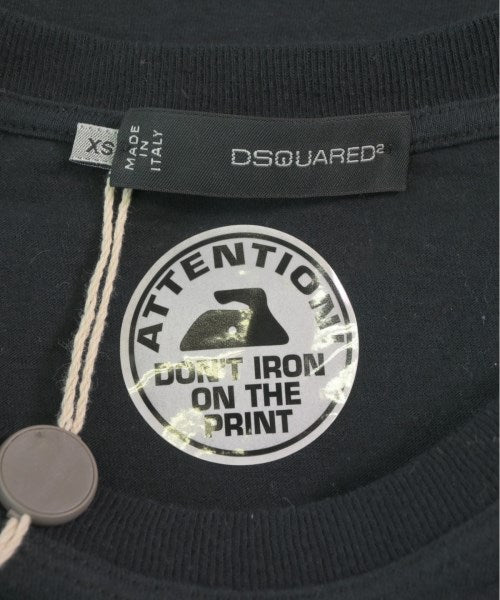 XS
MADE
IN
ITALY
DSQUARED²
ATTENTION
DON'T IRON
ON THE
PRINT